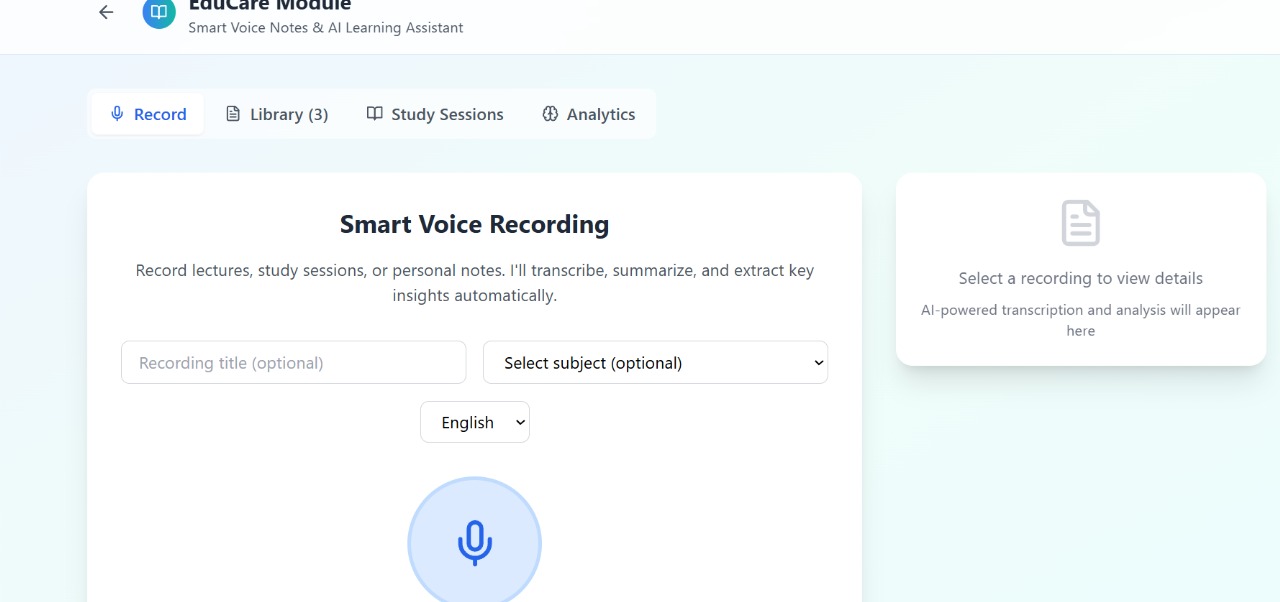 EduCare Module
Smart Voice Notes & AI Learning Assistant
Record
Library (3)
Study Sessions
Analytics
Smart Voice Recording
Record lectures, study sessions, or personal notes. I'll transcribe, summarize, and extract key
insights automatically.
Recording title (optional)
Select subject (optional)
English
Select a recording to view details
AI-powered transcription and analysis will appear
here